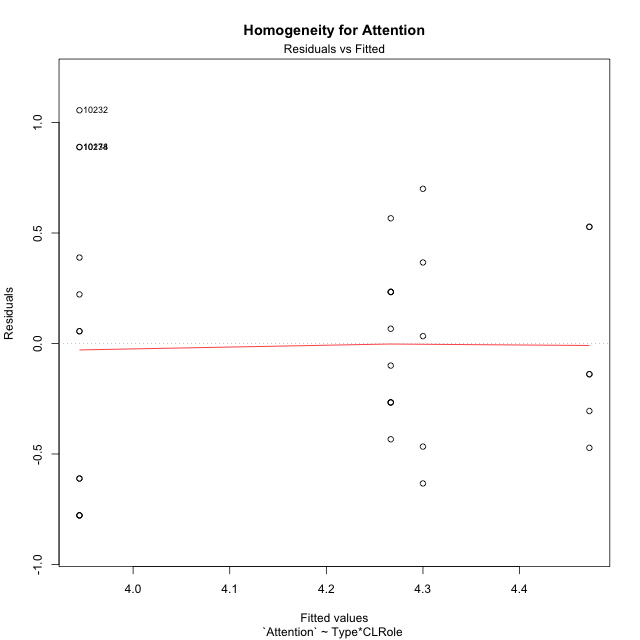 Homogeneity for Attention
Residuals vs Fitted
10232
1.0
0.5
0.0
-0.5
-1.0
Residuals
4.0 4.1 4.2 4.3 4.4
Fitted values
`Attention` ~ Type*CLRole